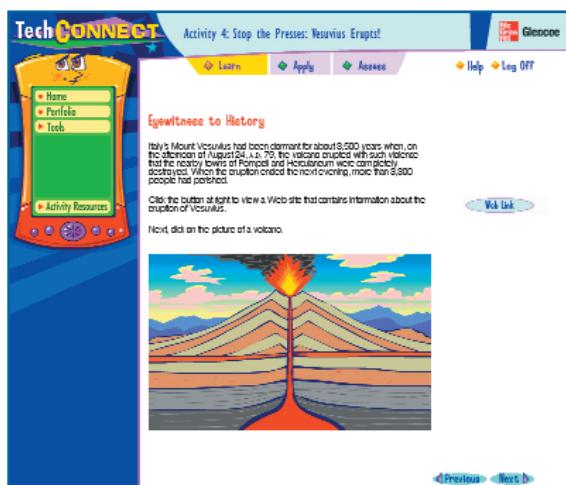 TechCONNECT
Activity 4: Stop the Presses: Vesuvius Erupts!
Mc Graw Hill Glencoe
Learn Apply Assess Help Log Off
Home
Portfolio
Tools
Activity Resources
Eyewitness to History
Italy's Mount Vesuvius had been dormant for about 3,500 years when, on
the afternoon of August 24, A.D. 79, the volcano erupted with such violence
that the nearby towns of Pompeii and Herculaneum were completely
destroyed. When the eruption ended the next evening, more than 3,300
people had perished.
Click the button at right to view a Web site that contains information about the
eruption of Vesuvius.
Web Link
Next, click on the picture of a volcano.
Previous Next